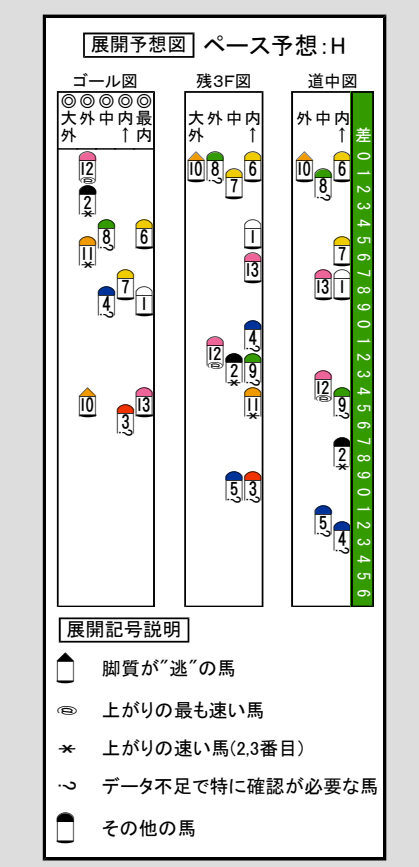 展開予想図 ペース予想:H
ゴール図 残3F図 道中図
◎◎◎◎◎
大外 外 中 内↑ 最内
大外 外 中 内↑
外 中 内↑
差
0 1 2 3 4 5 6 7 8 9 0 1 2 3 4 5 6 7 8 9 0 1 2 3 4 5 6
12
2
8 6
11
7
4 1
10 13
3
10 8 6
7
1
13
4
12
2 9
11
5 3
10 6
8
7
13 1
12
9
2
5
4
展開記号説明
脚質が"逃"の馬
上がりの最も速い馬
上がりの速い馬(2,3番目)
データ不足で特に確認が必要な馬
その他の馬